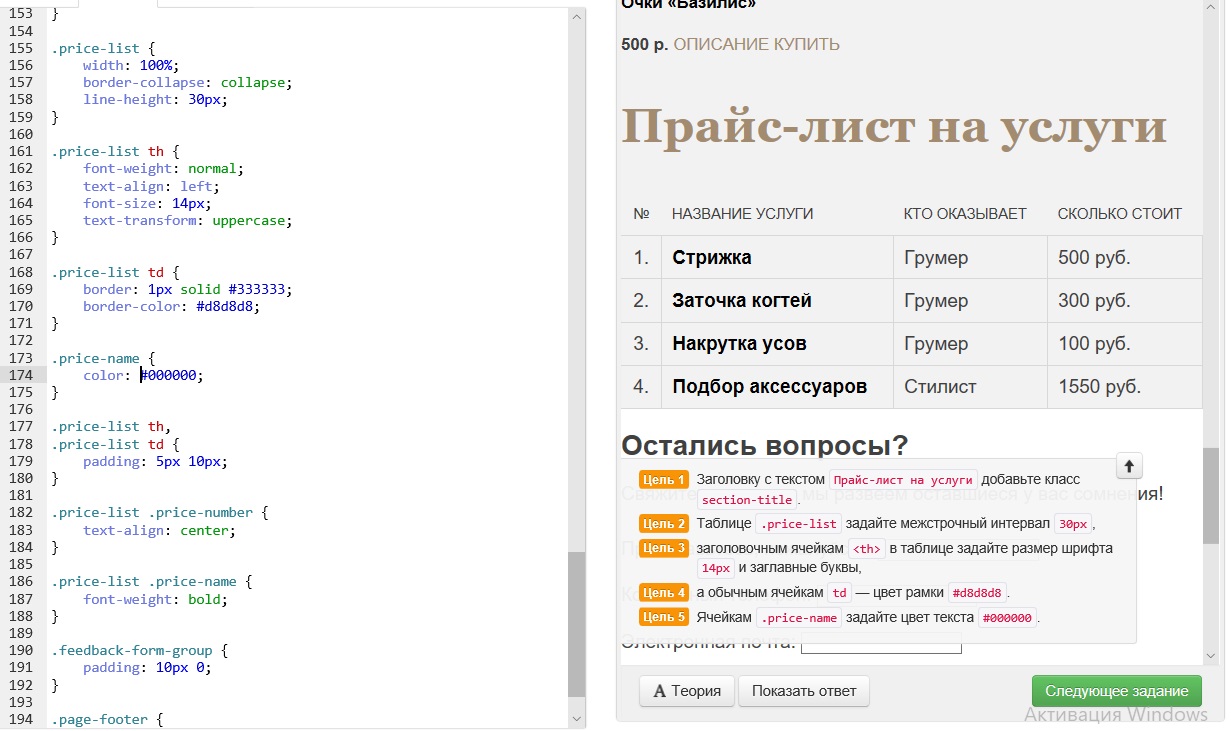 153 }
154
155 .price-list {
156 width: 100%;
157 border-collapse: collapse;
158 line-height: 30px;
159 }
160
161 .price-list th {
162 font-weight: normal;
163 text-align: left;
164 font-size: 14px;
165 text-transform: uppercase;
166 }
167
168 .price-list td {
169 border: 1px solid #333333;
170 border-color: #d8d8d8;
171 }
172
173 .price-name {
174 color: #000000;
175 }
176
177 .price-list th,
178 .price-list td {
179 padding: 5px 10px;
180 }
181
182 .price-list .price-number {
183 text-align: center;
184 }
185
186 .price-list .price-name {
187 font-weight: bold;
188 }
189
190 .feedback-form-group {
191 padding: 10px 0;
192 }
193
194 .page-footer {
Очки «Базилис»
500 р. ОПИСАНИЕ КУПИТЬ
Прайс-лист на услуги
№ НАЗВАНИЕ УСЛУГИ КТО ОКАЗЫВАЕТ СКОЛЬКО СТОИТ
1. Стрижка Грумер 500 руб.
2. Заточка когтей Грумер 300 руб.
3. Накрутка усов Грумер 100 руб.
4. Подбор аксессуаров Стилист 1550 руб.
Остались вопросы?
Цель 1 Заголовку с текстом Прайс-лист на услуги добавьте класс
section-title.
мы развеем оставшиеся у вас сомнения!
Цель 2 Таблице .price-list задайте межстрочный интервал 30px,
Цель 3 заголовочным ячейкам <th> в таблице задайте размер шрифта
14px и заглавные буквы,
Цель 4 а обычным ячейкам td — цвет рамки #d8d8d8.
Цель 5 Ячейкам .price-name задайте цвет текста #000000.
Электронная почта:
А Теория Показать ответ Следующее задание
Активация Windows